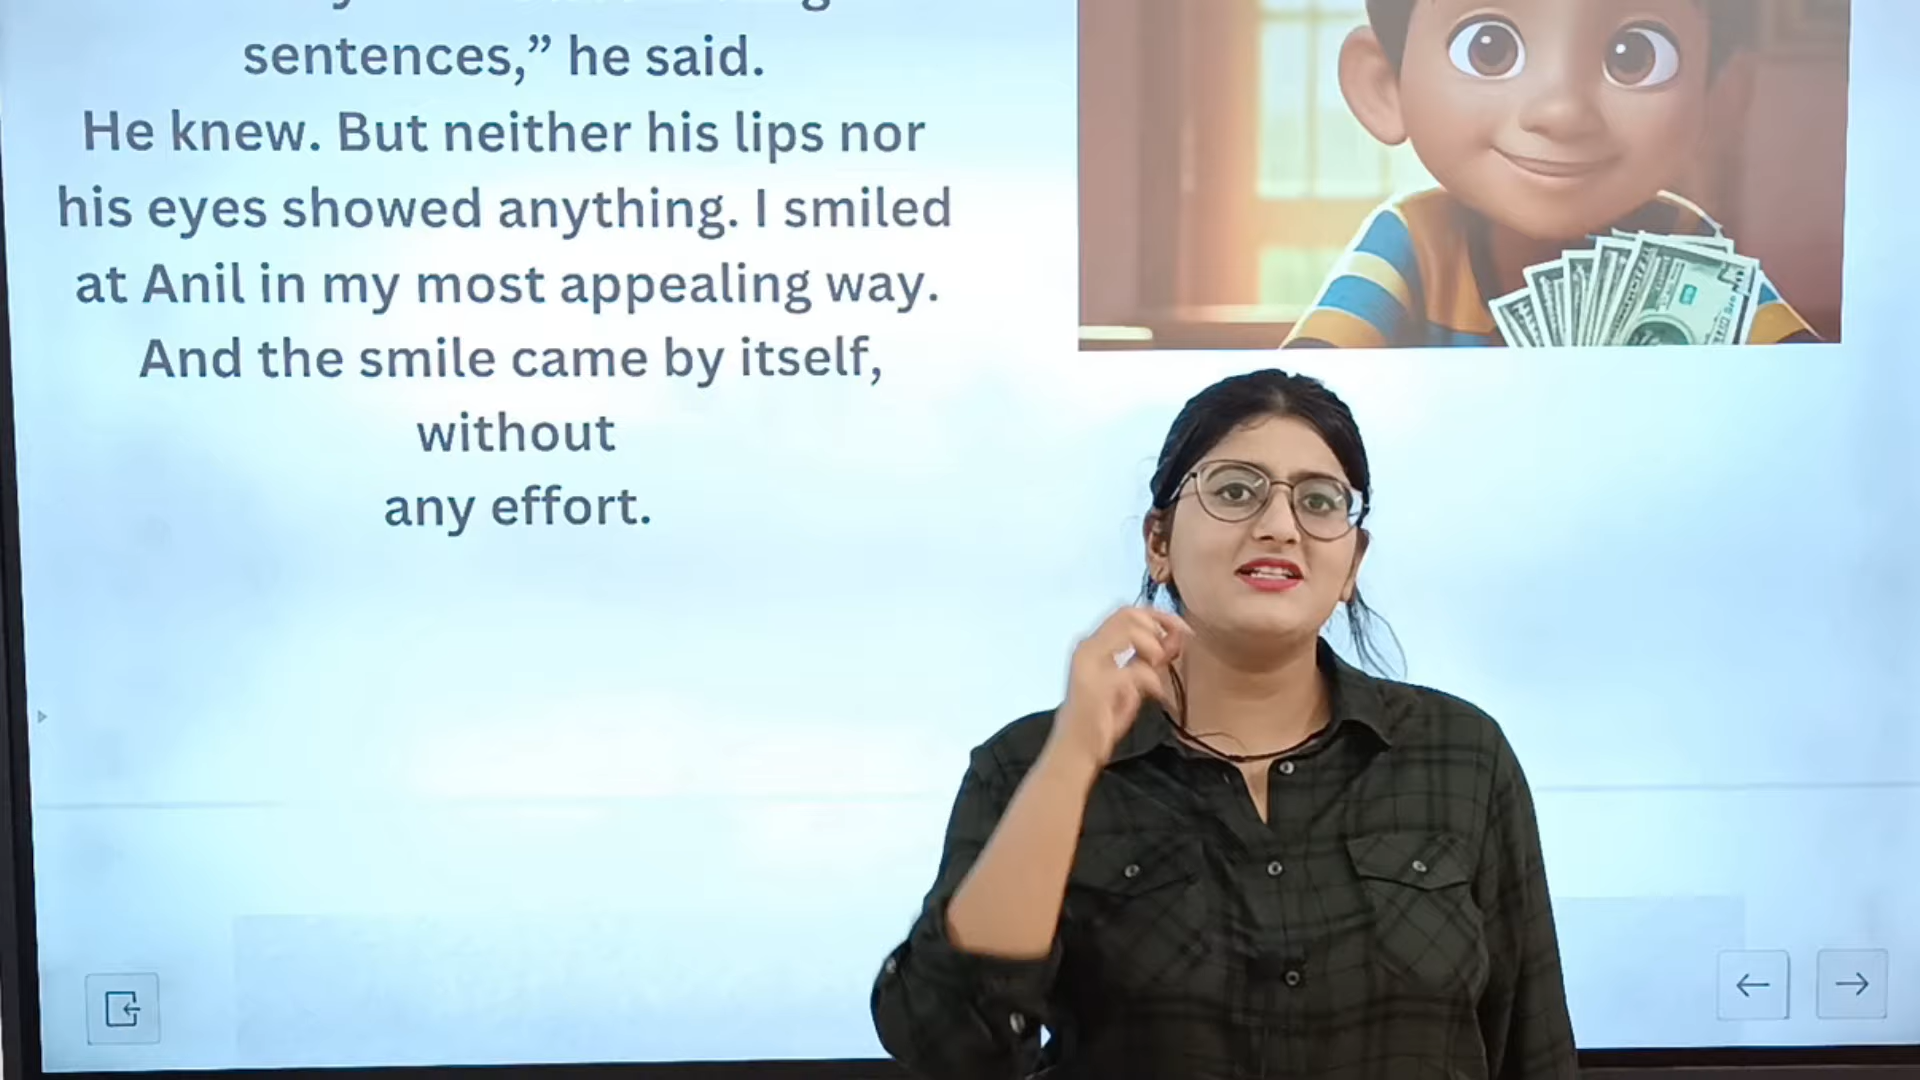 sentences,” he said.
He knew. But neither his lips nor
his eyes showed anything. I smiled
at Anil in my most appealing way.
And the smile came by itself,
without
any effort.